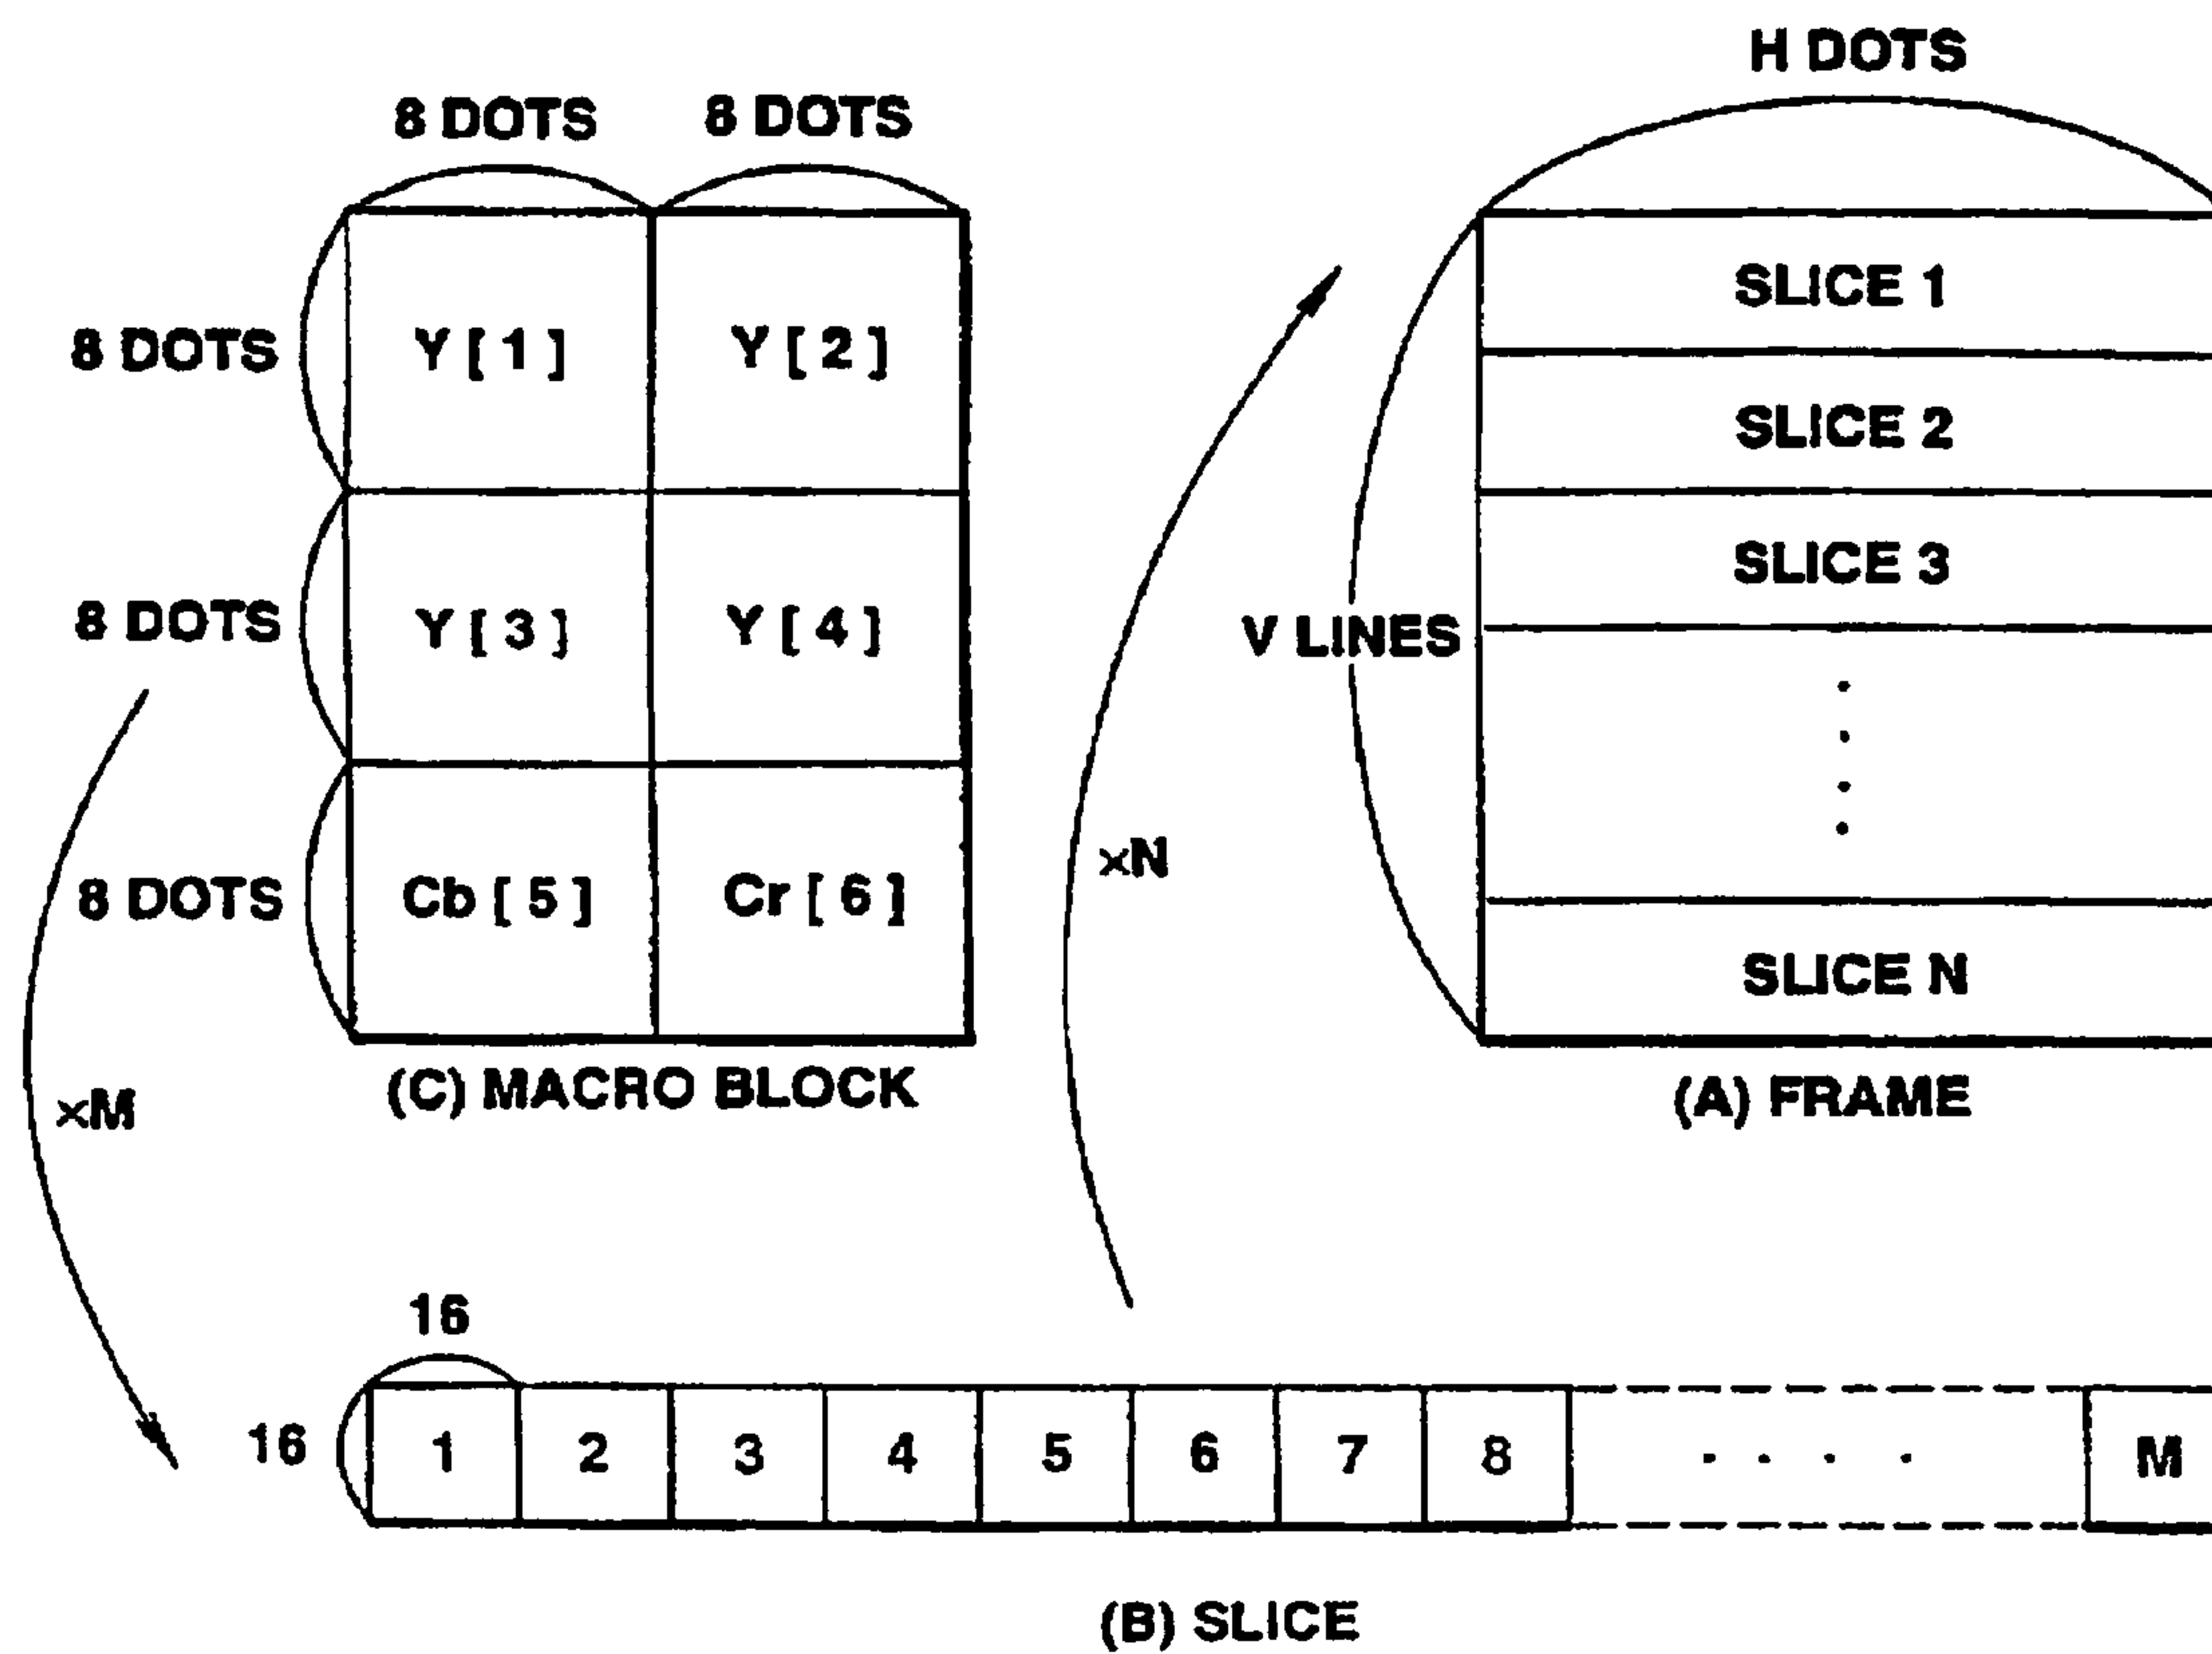 8 DOTS 8 DOTS
8 DOTS Y [ 1 ] Y [ 2 ]
8 DOTS Y [ 3 ] Y [ 4 ]
8 DOTS Cb [ 5 ] Cr [ 6 ]
(C) MACRO BLOCK
×M
×N
H DOTS
SLICE 1
SLICE 2
SLICE 3
V LINES
SLICE N
(A) FRAME
16
16 1 2 3 4 5 6 7 8 . . . . M
(B) SLICE